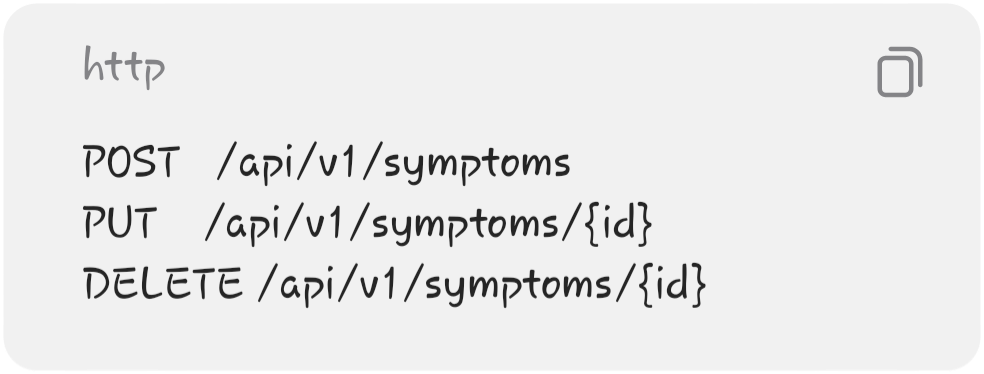 http
POST /api/v1/symptoms
PUT /api/v1/symptoms/{id}
DELETE /api/v1/symptoms/{id}